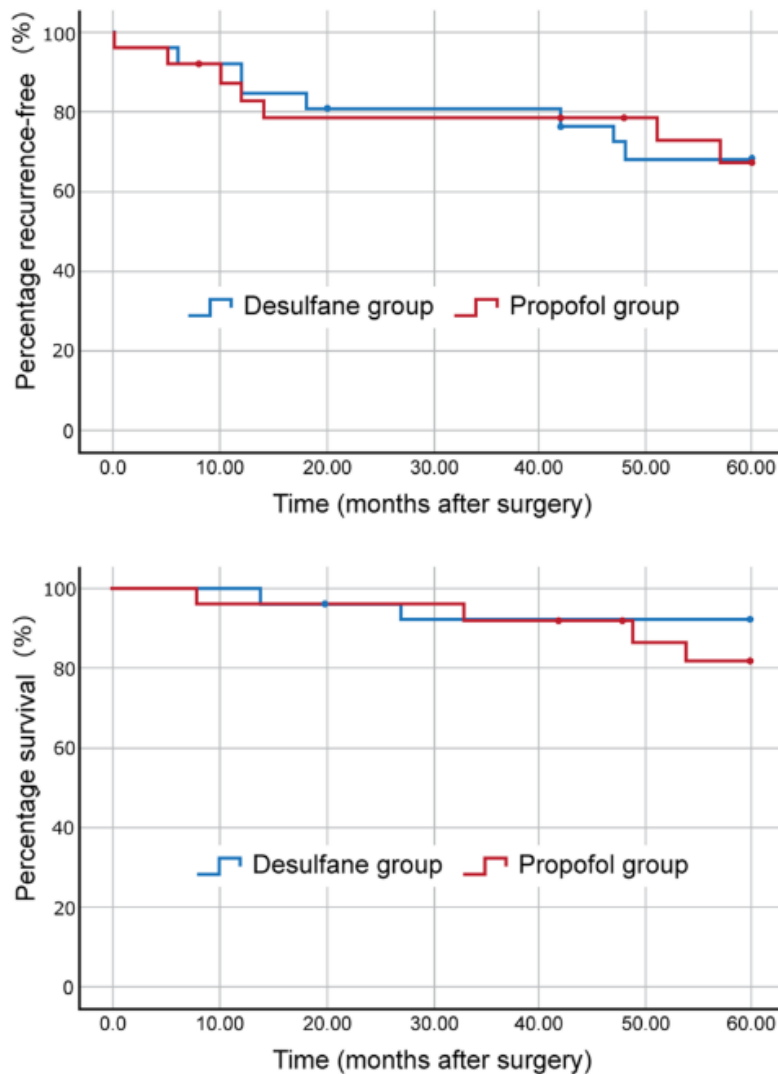 Percentage recurrence-free (%)
100
80
60
40
20
0
Desulfane group Propofol group
0.0 10.00 20.00 30.00 40.00 50.00 60.00
Time (months after surgery)
Percentage survival (%)
100
80
60
40
20
0
Desulfane group Propofol group
0.0 10.00 20.00 30.00 40.00 50.00 60.00
Time (months after surgery)